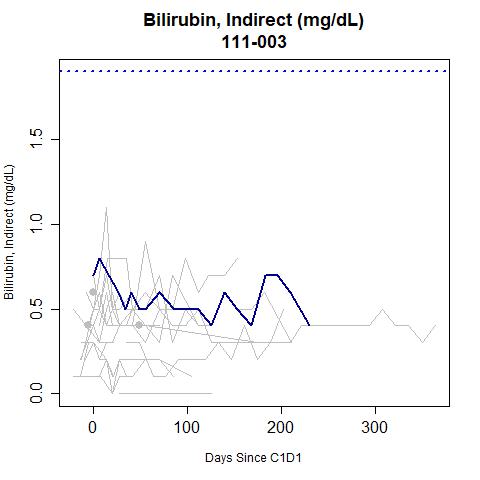 Bilirubin, Indirect (mg/dL)
111-003
Bilirubin, Indirect (mg/dL)
1.5
1.0
0.5
0.0
0 100 200 300
Days Since C1D1